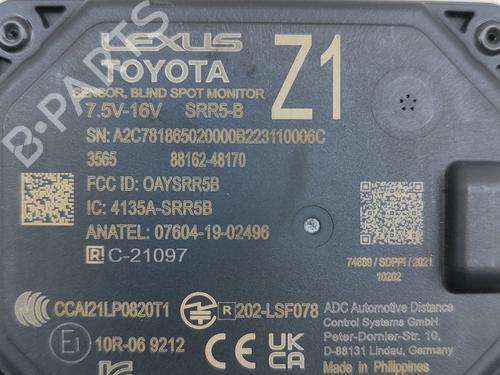 B-PARTS
LEXUS
TOYOTA
Z1
SENSOR, BLIND SPOT MONITOR
7.5V-16V SRR5-B
SN: A2C781865020000B223110006C
3565 88162-48170
FCC ID: OAYSRR5B
IC: 4135A-SRR5B
ANATEL: 07604-19-02496
R C-21097
74889 / SDPPI / 2021
10202
CCAI21LP0820T1
R 202-LSF078
ADC Automotive Distance
Control Systems GmbH
Peter-Dornier-Str. 10,
D-88131 Lindau, Germany
Made in Philippines
E1 10R-06 9212
CE UK CA